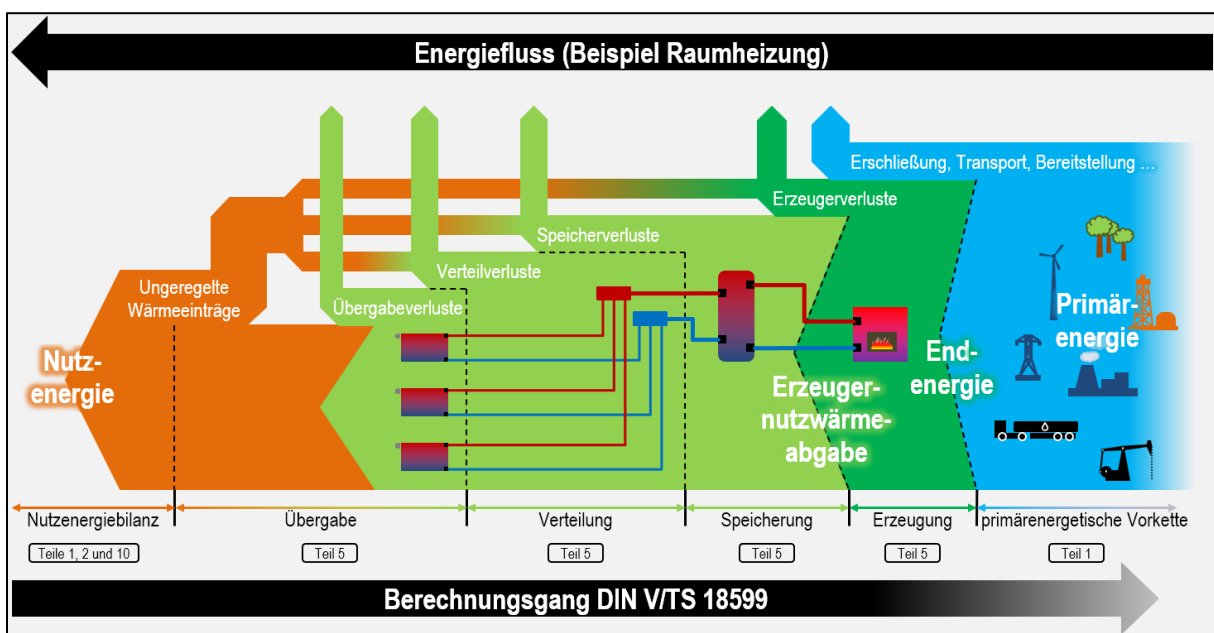 Energiefluss (Beispiel Raumheizung)
Erschließung, Transport, Bereitstellung ...
Erzeugerverluste
Speicherverluste
Verteilverluste
Ungeregelte
Wärmeeinträge
Übergabeverluste
Nutz-
energie
Erzeuger-
nutzwärme-
abgabe
End-
energie
Primär-
energie
Nutzenergiebilanz
Übergabe
Verteilung
Speicherung
Erzeugung
primärenergetische Vorkette
Teile 1, 2 und 10
Teil 5
Teil 5
Teil 5
Teil 5
Teil 1
Berechnungsgang DIN V/TS 18599